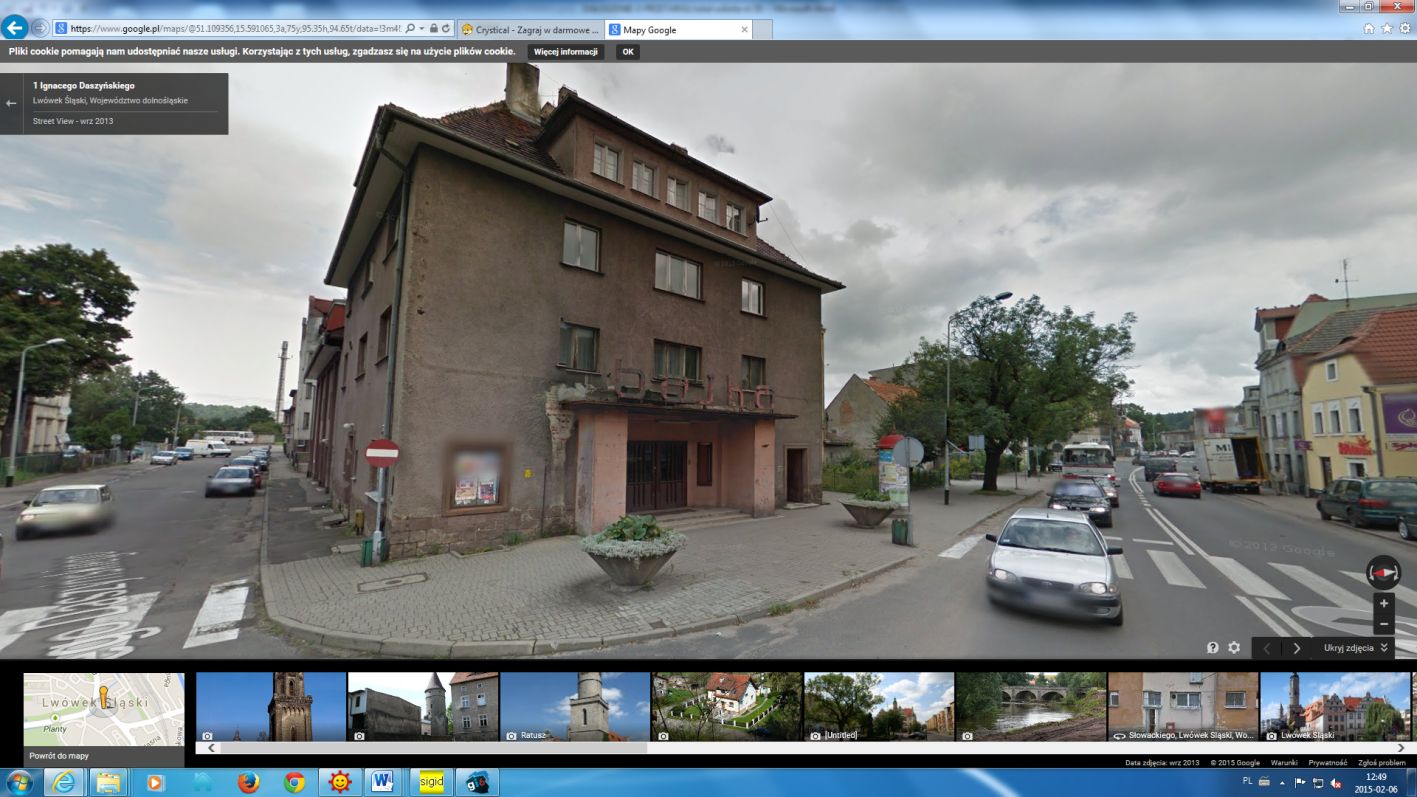 https://www.google.pl/maps/@51.109356,15.591065,3a,75y,95.35h,94.65t/data=!3m4!
Crystical - Zagraj w darmowe ...
Mapy Google
Pliki cookie pomagają nam udostępniać nasze usługi. Korzystając z tych usług, zgadzasz się na użycie plików cookie.
Więcej informacji
OK
1 Ignacego Daszyńskiego
Lwówek Śląski, Województwo dolnośląskie
Street View - wrz 2013
Bajka
©2013 Google
Ukryj zdjęcia
Lwówek Śląski
Planty
Powrót do mapy
Ratusz
[Untitled]
Słowackiego, Lwówek Śląski, Wo...
Lwówek Śląski
Data zdjęcia: wrz 2013
© 2015 Google
Warunki
Prywatność
Zgłoś problem
sigid
PL
12:49
2015-02-06